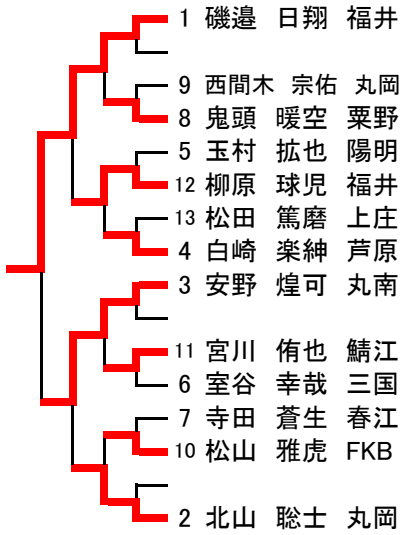 1 磯邉 日翔 福井
9 西間木 宗佑 丸岡
8 鬼頭 暖空 粟野
5 玉村 拡也 陽明
12 柳原 球児 福井
13 松田 篤磨 上庄
4 白崎 楽紳 芦原
3 安野 煌可 丸南
11 宮川 侑也 鯖江
6 室谷 幸哉 三国
7 寺田 蒼生 春江
10 松山 雅虎 FKB
2 北山 聡士 丸岡